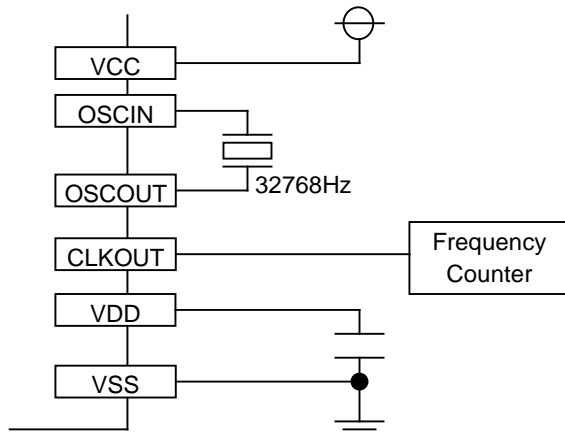 VCC
OSCIN
32768Hz
OSCOUT
CLKOUT
Frequency
Counter
VDD
VSS